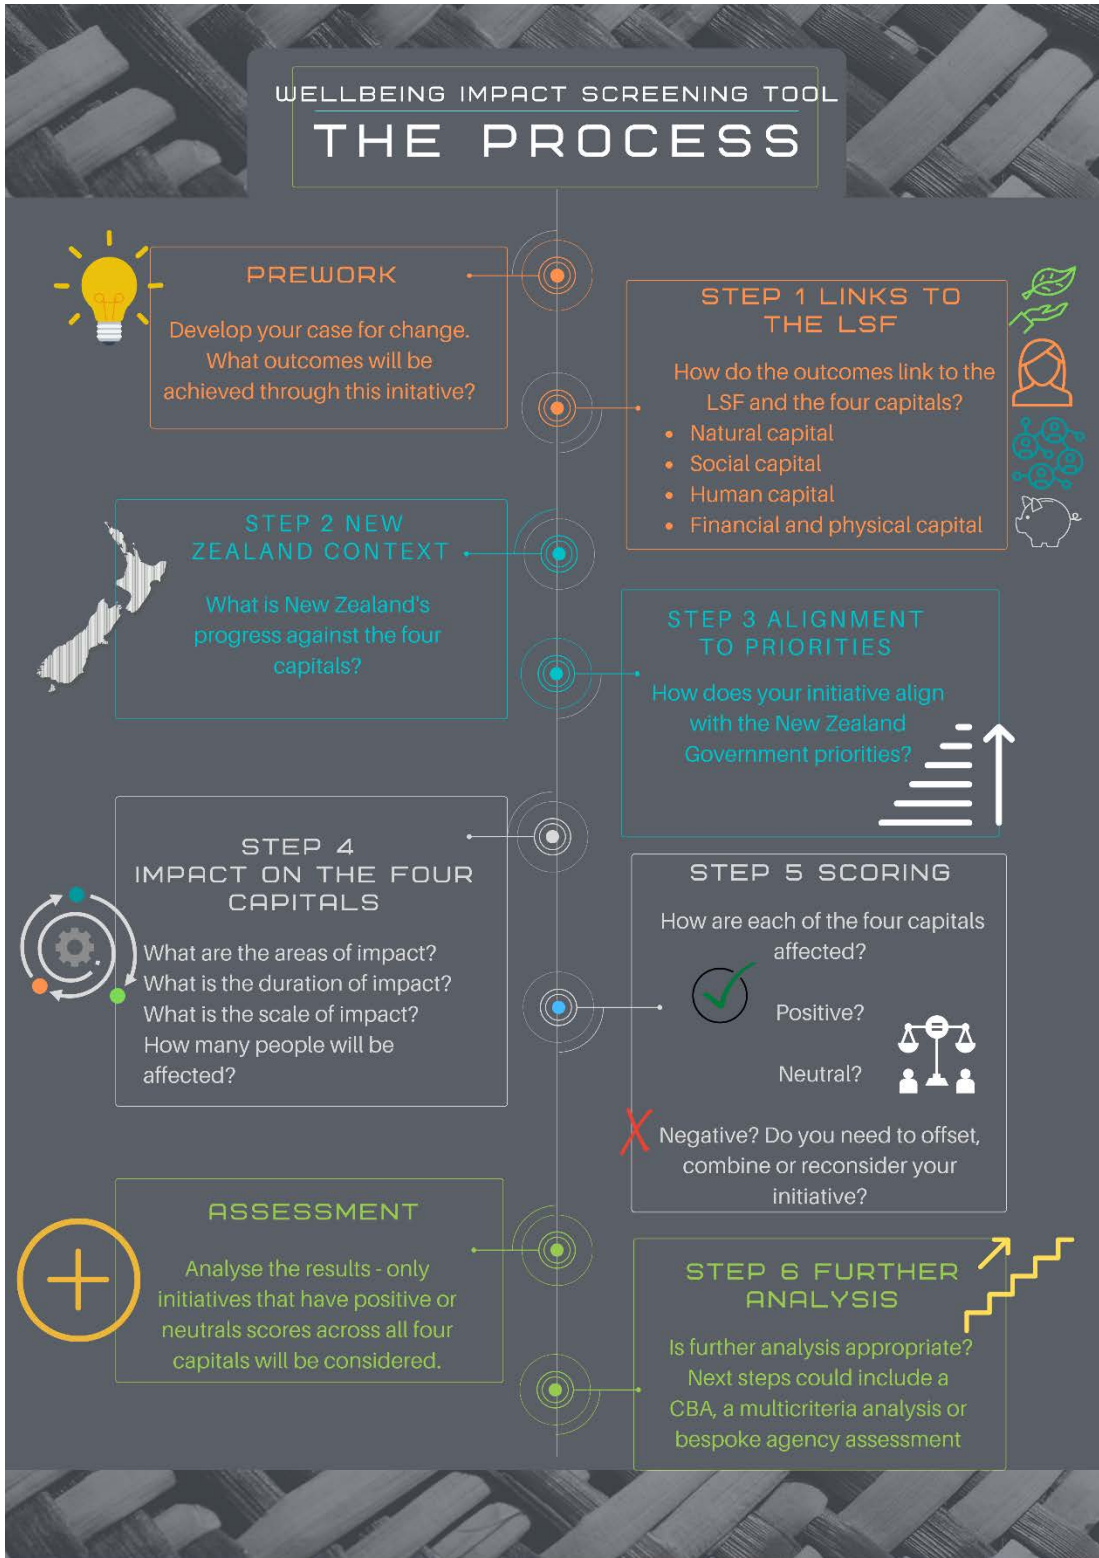 WELLBEING IMPACT SCREENING TOOL
THE PROCESS
PREWORK
Develop your case for change.
What outcomes will be
achieved through this initative?
STEP 1 LINKS TO
THE LSF
How do the outcomes link to the
LSF and the four capitals?
• Natural capital
• Social capital
• Human capital
• Financial and physical capital
STEP 2 NEW
ZEALAND CONTEXT
What is New Zealand's
progress against the four
capitals?
STEP 3 ALIGNMENT
TO PRIORITIES
How does your initiative align
with the New Zealand
Government priorities?
STEP 4
IMPACT ON THE FOUR
CAPITALS
What are the areas of impact?
What is the duration of impact?
What is the scale of impact?
How many people will be
affected?
STEP 5 SCORING
How are each of the four capitals
affected?
Positive?
Neutral?
Negative? Do you need to offset,
combine or reconsider your
initiative?
ASSESSMENT
Analyse the results - only
initiatives that have positive or
neutrals scores across all four
capitals will be considered.
STEP 6 FURTHER
ANALYSIS
Is further analysis appropriate?
Next steps could include a
CBA, a multicriteria analysis or
bespoke agency assessment